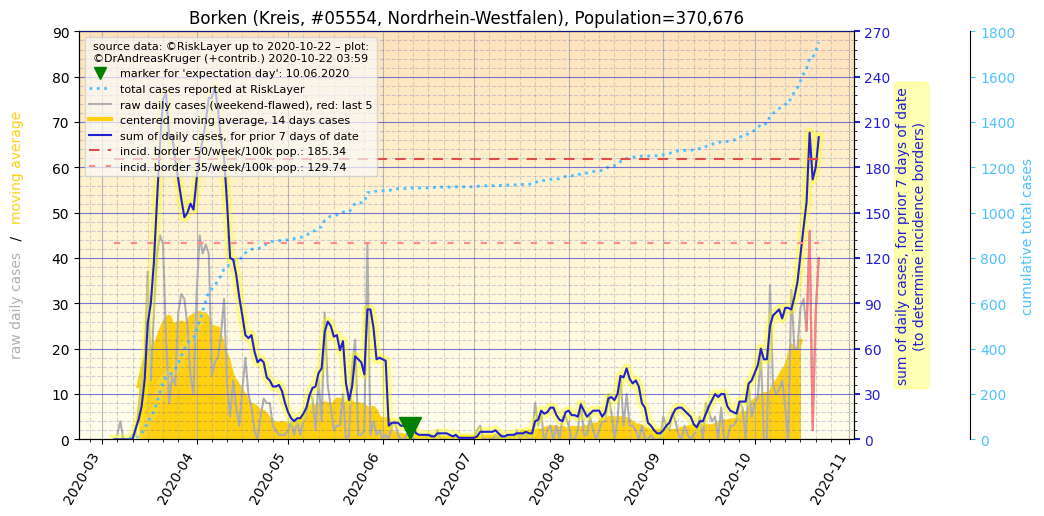 Borken (Kreis, #05554, Nordrhein-Westfalen), Population=370,676
source data: ©RiskLayer up to 2020-10-22 – plot:
©DrAndreasKruger (+contrib.) 2020-10-22 03:59
marker for 'expectation day': 10.06.2020
total cases reported at RiskLayer
raw daily cases (weekend-flawed), red: last 5
centered moving average, 14 days cases
sum of daily cases, for prior 7 days of date
incid. border 50/week/100k pop.: 185.34
incid. border 35/week/100k pop.: 129.74
raw daily cases / moving average
90
80
70
60
50
40
30
20
10
0
2020-03
2020-04
2020-05
2020-06
2020-07
2020-08
2020-09
2020-10
2020-11
270
240
210
180
150
120
90
60
30
0
sum of daily cases, for prior 7 days of date
(to determine incidence borders)
1800
1600
1400
1200
1000
800
600
400
200
0
cumulative total cases